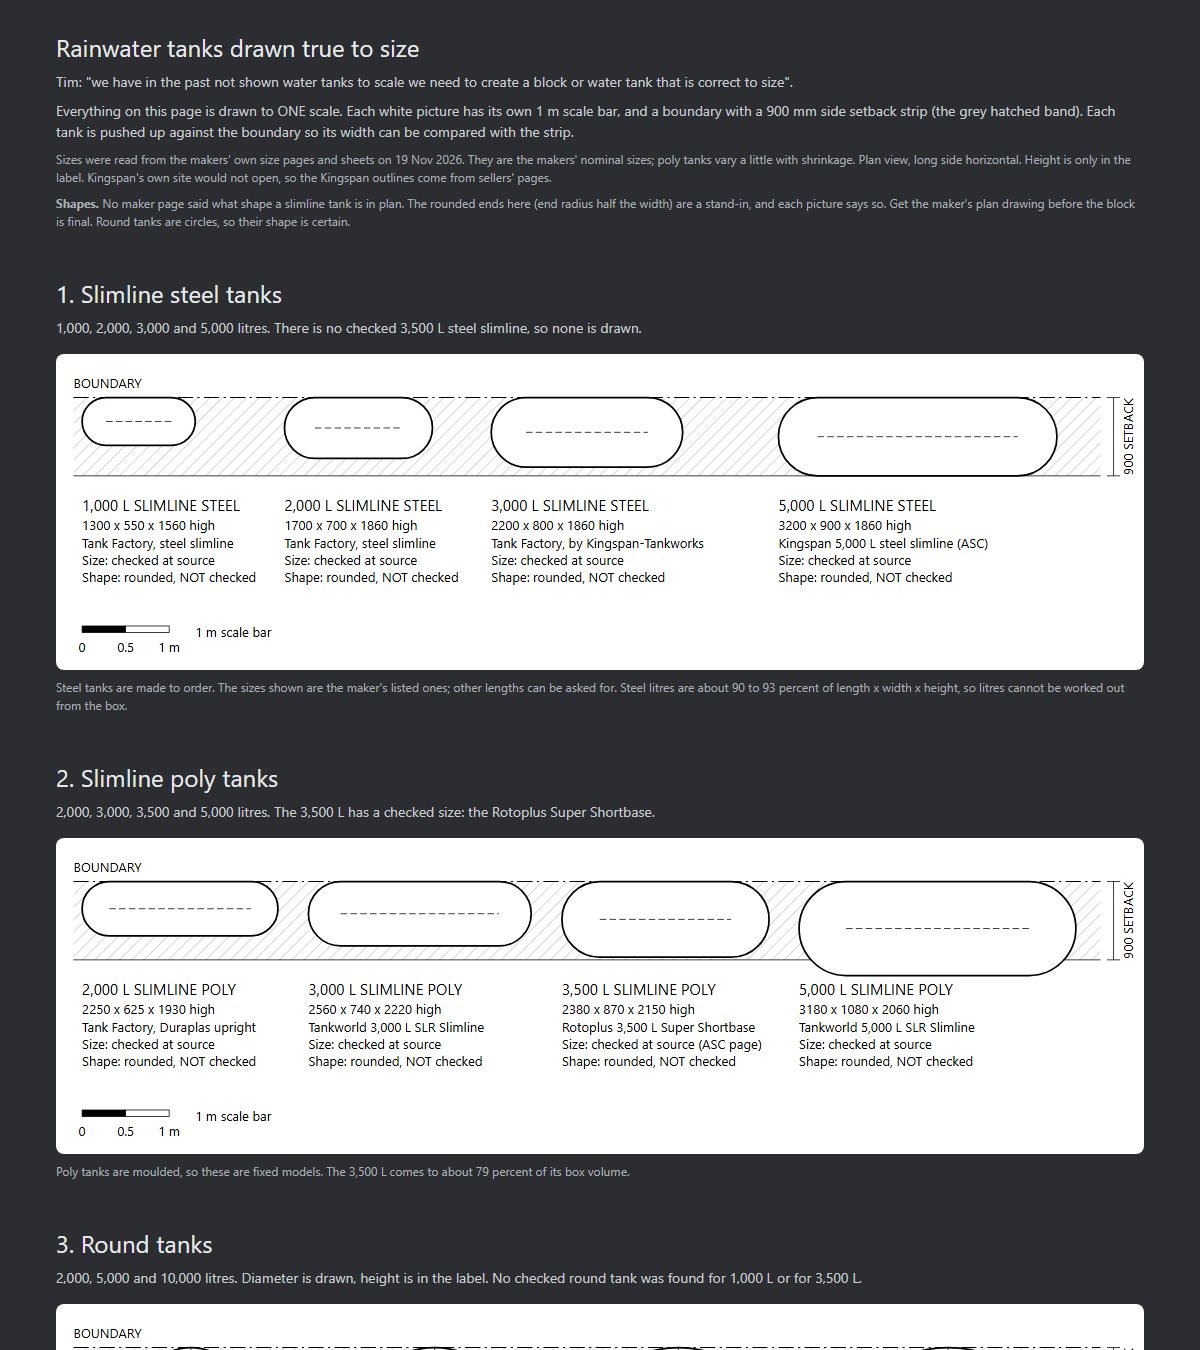 Rainwater tanks drawn true to size
Tim: "we have in the past not shown water tanks to scale we need to create a block or water tank that is correct to size".
Everything on this page is drawn to ONE scale. Each white picture has its own 1 m scale bar, and a boundary with a 900 mm side setback strip (the grey hatched band). Each
tank is pushed up against the boundary so its width can be compared with the strip.
Sizes were read from the makers' own size pages and sheets on 19 Nov 2026. They are the makers' nominal sizes; poly tanks vary a little with shrinkage. Plan view, long side horizontal. Height is only in the
label. Kingspan's own site would not open, so the Kingspan outlines come from sellers' pages.
Shapes. No maker page said what shape a slimline tank is in plan. The rounded ends here (end radius half the width) are a stand-in, and each picture says so. Get the maker's plan drawing before the block
is final. Round tanks are circles, so their shape is certain.
1. Slimline steel tanks
1,000, 2,000, 3,000 and 5,000 litres. There is no checked 3,500 L steel slimline, so none is drawn.
BOUNDARY
900 SETBACK
1,000 L SLIMLINE STEEL
1300 x 550 x 1560 high
Tank Factory, steel slimline
Size: checked at source
Shape: rounded, NOT checked
2,000 L SLIMLINE STEEL
1700 x 700 x 1860 high
Tank Factory, steel slimline
Size: checked at source
Shape: rounded, NOT checked
3,000 L SLIMLINE STEEL
2200 x 800 x 1860 high
Tank Factory, by Kingspan-Tankworks
Size: checked at source
Shape: rounded, NOT checked
5,000 L SLIMLINE STEEL
3200 x 900 x 1860 high
Kingspan 5,000 L steel slimline (ASC)
Size: checked at source
Shape: rounded, NOT checked
1 m scale bar
0 0.5 1 m
Steel tanks are made to order. The sizes shown are the maker's listed ones; other lengths can be asked for. Steel litres are about 90 to 93 percent of length x width x height, so litres cannot be worked out
from the box.
2. Slimline poly tanks
2,000, 3,000, 3,500 and 5,000 litres. The 3,500 L has a checked size: the Rotoplus Super Shortbase.
BOUNDARY
900 SETBACK
2,000 L SLIMLINE POLY
2250 x 625 x 1930 high
Tank Factory, Duraplas upright
Size: checked at source
Shape: rounded, NOT checked
3,000 L SLIMLINE POLY
2560 x 740 x 2220 high
Tankworld 3,000 L SLR Slimline
Size: checked at source
Shape: rounded, NOT checked
3,500 L SLIMLINE POLY
2380 x 870 x 2150 high
Rotoplus 3,500 L Super Shortbase
Size: checked at source (ASC page)
Shape: rounded, NOT checked
5,000 L SLIMLINE POLY
3180 x 1080 x 2060 high
Tankworld 5,000 L SLR Slimline
Size: checked at source
Shape: rounded, NOT checked
1 m scale bar
0 0.5 1 m
Poly tanks are moulded, so these are fixed models. The 3,500 L comes to about 79 percent of its box volume.
3. Round tanks
2,000, 5,000 and 10,000 litres. Diameter is drawn, height is in the label. No checked round tank was found for 1,000 L or for 3,500 L.
BOUNDARY